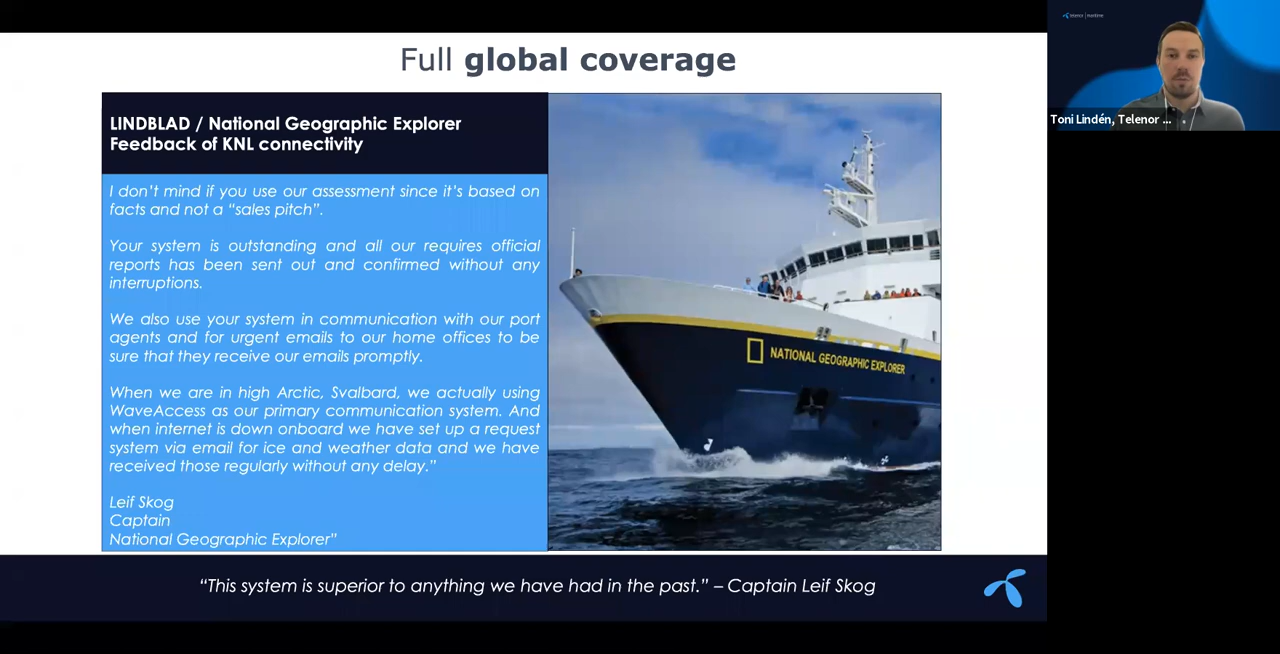 Full global coverage
LINDBLAD / National Geographic Explorer
Feedback of KNL connectivity
I don’t mind if you use our assessment since it’s based on
facts and not a “sales pitch”.
Your system is outstanding and all our requires official
reports has been sent out and confirmed without any
interruptions.
We also use your system in communication with our port
agents and for urgent emails to our home offices to be
sure that they receive our emails promptly.
When we are in high Arctic, Svalbard, we actually using
WaveAccess as our primary communication system. And
when internet is down onboard we have set up a request
system via email for ice and weather data and we have
received those regularly without any delay.”
Leif Skog
Captain
National Geographic Explorer”
NATIONAL GEOGRAPHIC EXPLORER
“This system is superior to anything we have had in the past.” – Captain Leif Skog
telenor | maritime
Toni Lindén, Telenor ...